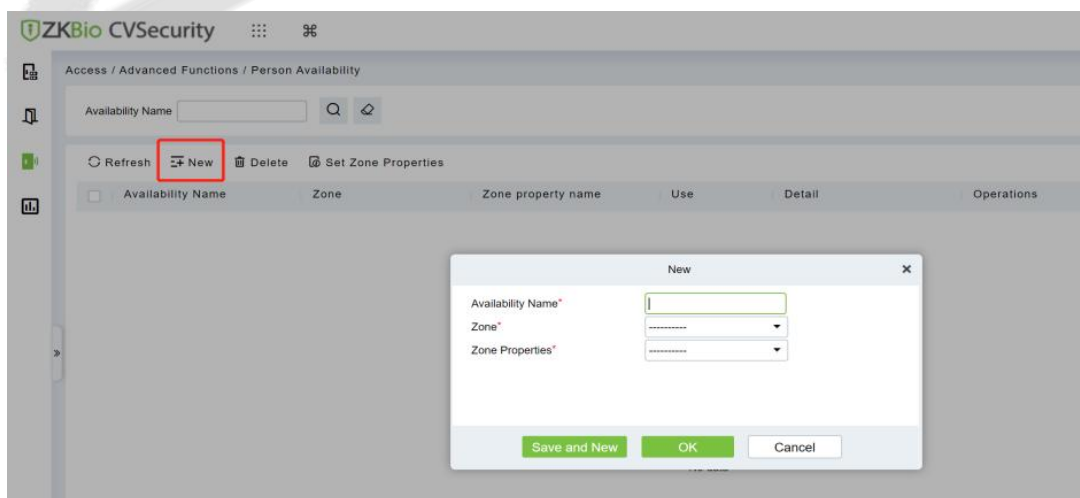 ZKBio CVSecurity
Access / Advanced Functions / Person Availability
Availability Name
Refresh New Delete Set Zone Properties
Availability Name Zone Zone property name Use Detail Operations
New
Availability Name*
Zone* ----------
Zone Properties* ----------
Save and New OK Cancel